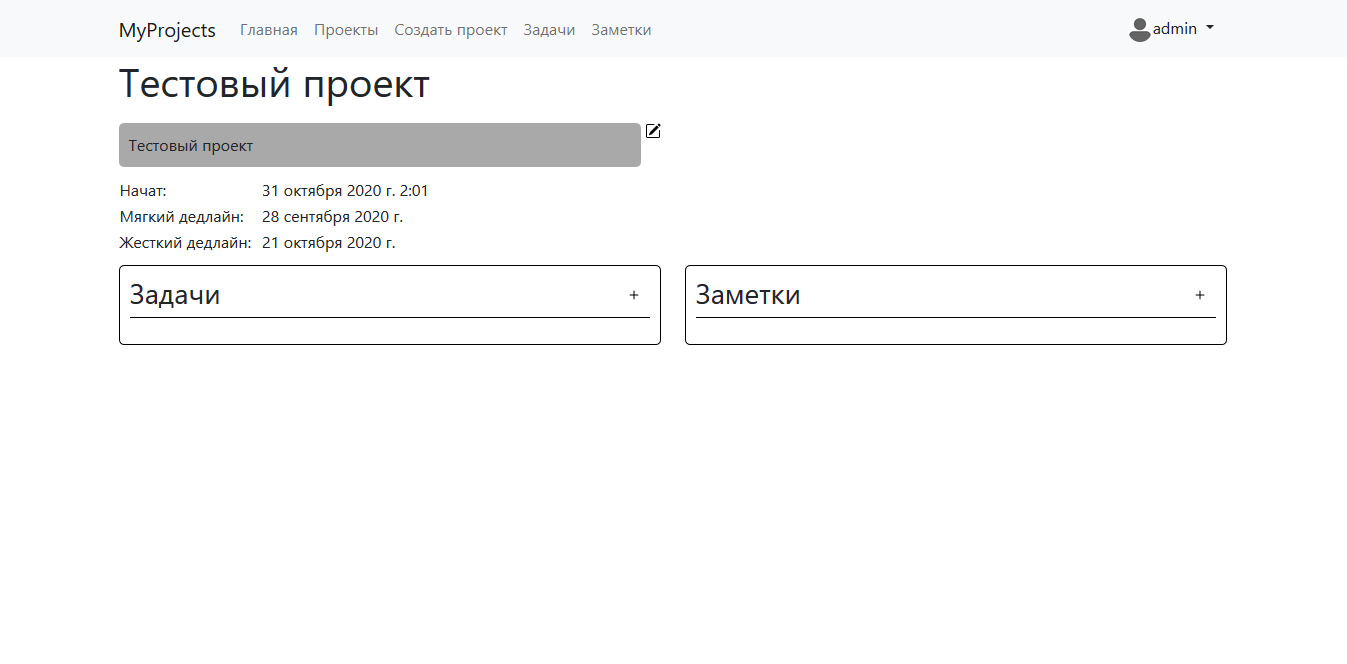 MyProjects Главная Проекты Создать проект Задачи Заметки admin
Тестовый проект
Тестовый проект
Начат: 31 октября 2020 г. 2:01
Мягкий дедлайн: 28 сентября 2020 г.
Жесткий дедлайн: 21 октября 2020 г.
Задачи +
Заметки +